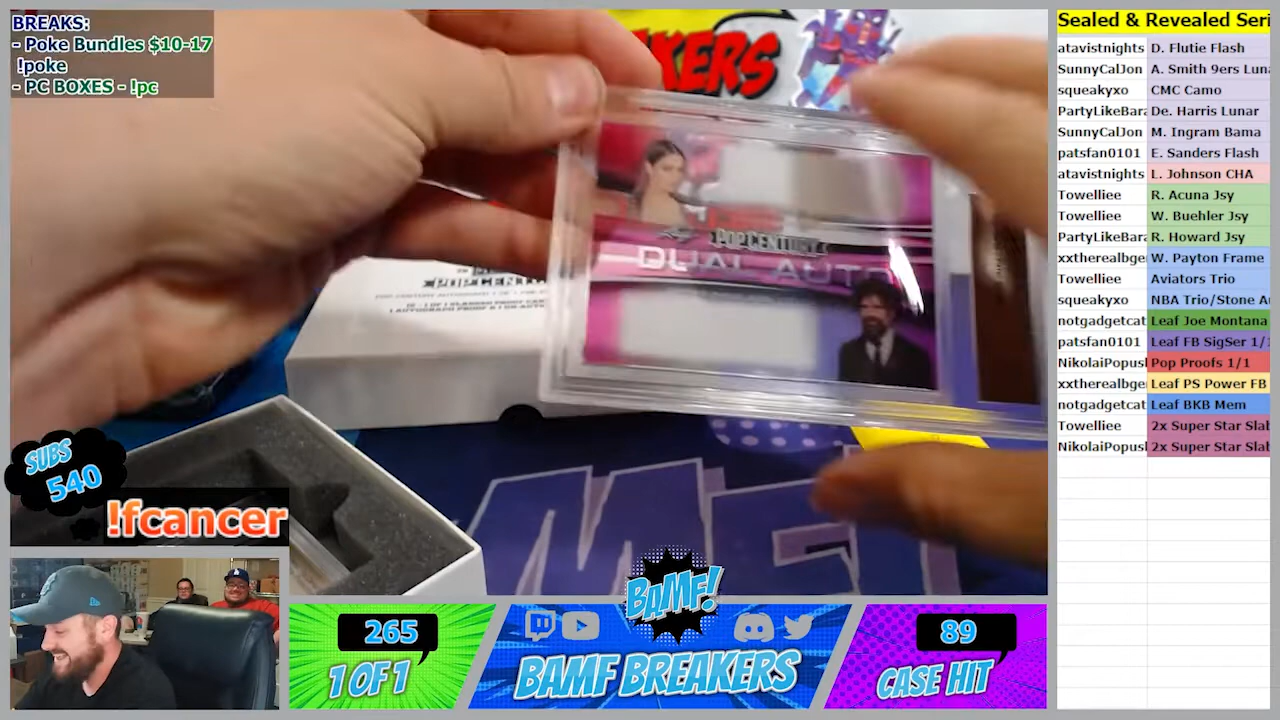 BREAKS:
- Poke Bundles $10-17
!poke
- PC BOXES - !pc
KERS
POP CENTURY
DUAL AUTO
SUBS
540
!fcancer
265
1 OF 1
BAMF!
BAMF BREAKERS
89
CASE HIT
Sealed & Revealed Seri
atavistnights D. Flutie Flash
SunnyCalJon A. Smith 9ers Luna
squeakyxo CMC Camo
PartyLikeBara De. Harris Lunar
SunnyCalJon M. Ingram Bama
patsfan0101 E. Sanders Flash
atavistnights L. Johnson CHA
Towelliee R. Acuna Jsy
Towelliee W. Buehler Jsy
PartyLikeBara R. Howard Jsy
xxtherealbge W. Payton Frame
Towelliee Aviators Trio
squeakyxo NBA Trio/Stone Au
notgadgetcat Leaf Joe Montana
patsfan0101 Leaf FB SigSer 1/1
NikolaiPopusl Pop Proofs 1/1
xxtherealbge Leaf PS Power FB
notgadgetcat Leaf BKB Mem
Towelliee 2x Super Star Slab
NikolaiPopusl 2x Super Star Slab